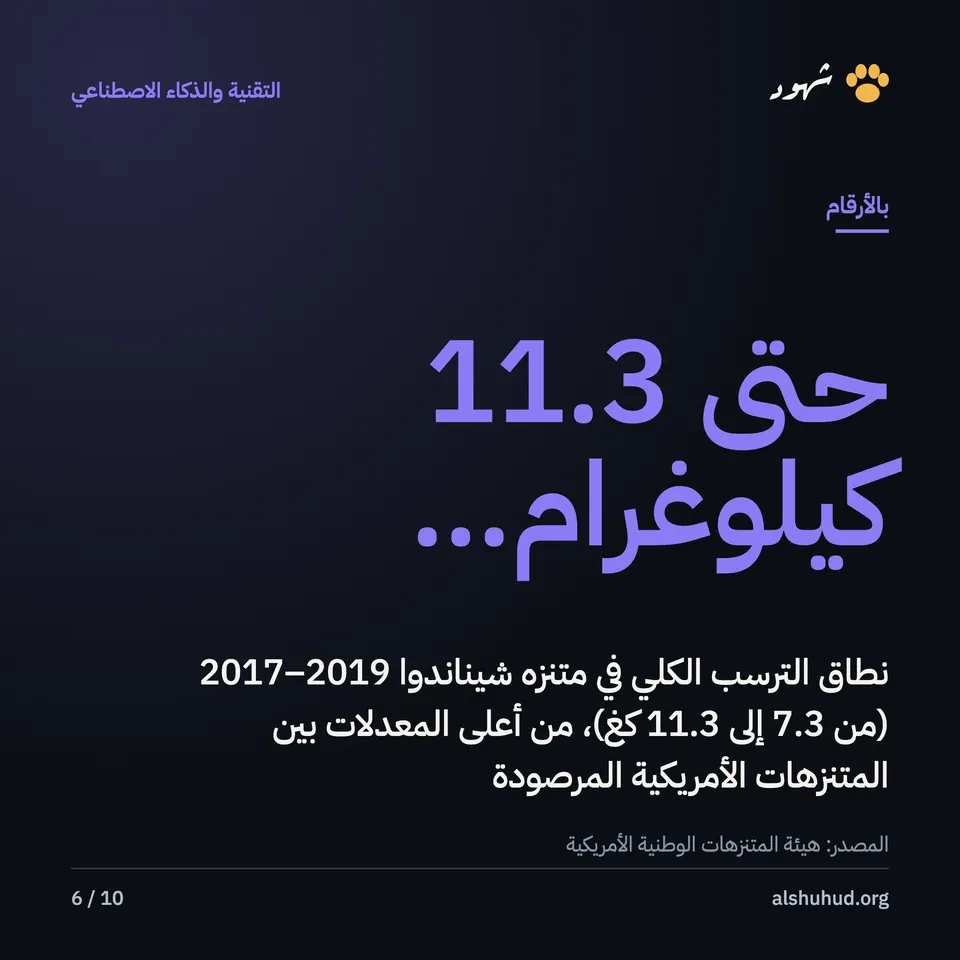 شهود
التقنية والذكاء الاصطناعي
بالأرقام
حتى 11.3
كيلوغرام...
نطاق الترسب الكلي في متنزه شيناندوا 2019–2017
(من 7.3 إلى 11.3 كغ)، من أعلى المعدلات بين
المتنزهات الأمريكية المرصودة
المصدر: هيئة المتنزهات الوطنية الأمريكية
alshuhud.org
6 / 10